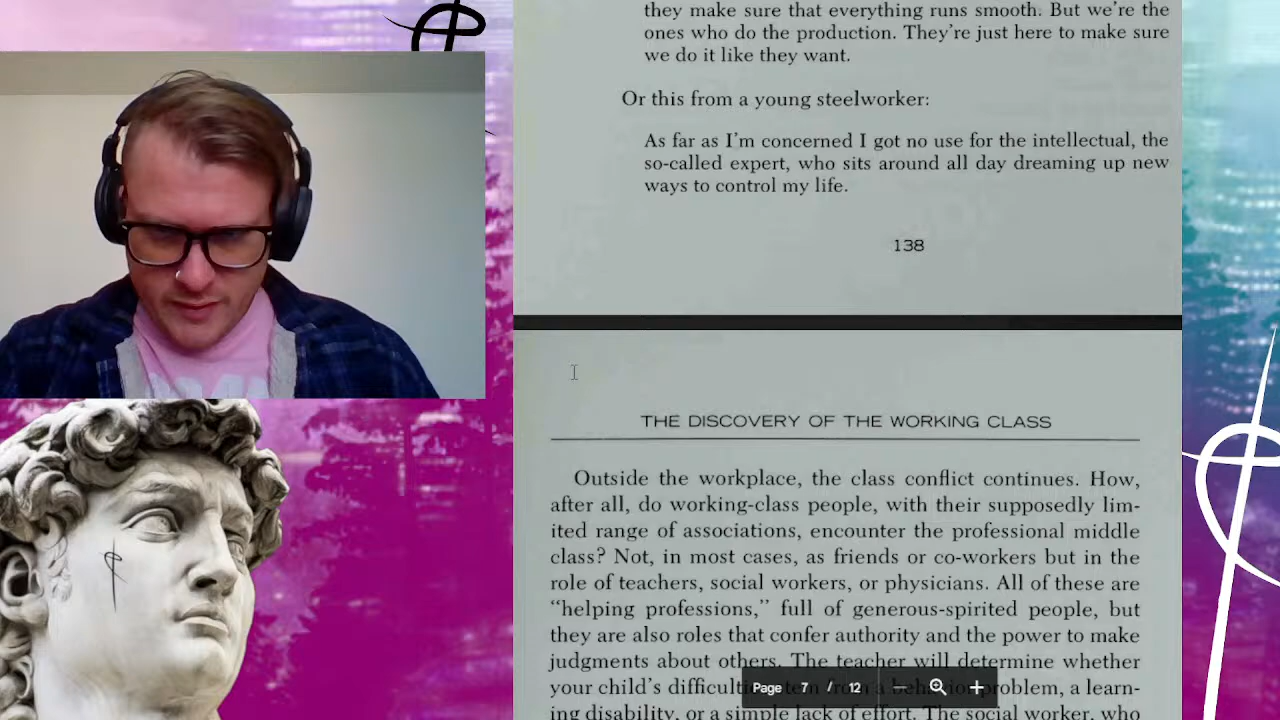 they make sure that everything runs smooth. But we're the
ones who do the production. They're just here to make sure
we do it like they want.
Or this from a young steelworker:
As far as I'm concerned I got no use for the intellectual, the
so-called expert, who sits around all day dreaming up new
ways to control my life.
138
THE DISCOVERY OF THE WORKING CLASS
Outside the workplace, the class conflict continues. How,
after all, do working-class people, with their supposedly lim-
ited range of associations, encounter the professional middle
class? Not, in most cases, as friends or co-workers but in the
role of teachers, social workers, or physicians. All of these are
“helping professions,” full of generous-spirited people, but
they are also roles that confer authority and the power to make
judgments about others. The teacher will determine whether
your child's difficulti from a problem, a learn-
ing disability, or a simple lack of effort. The social worker, who
Page 7 / 12